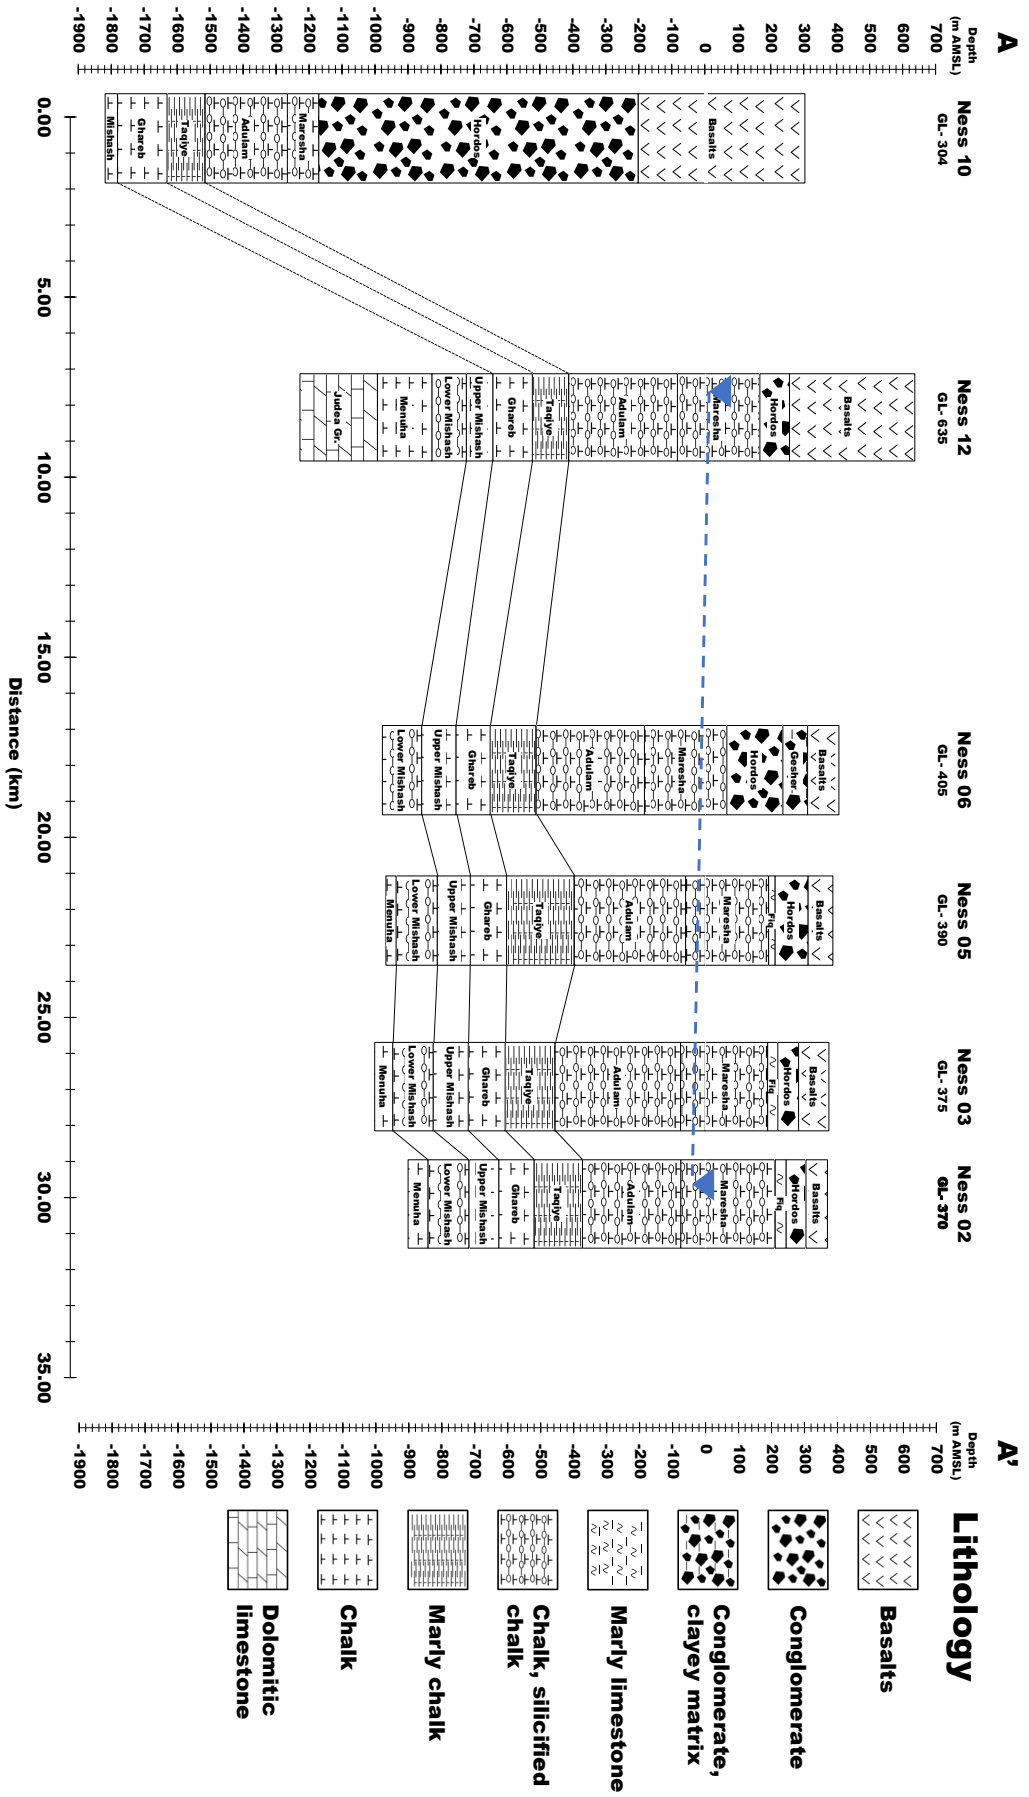 A
Depth
(m AMSL)
700
600
500
400
300
200
100
0
-100
-200
-300
-400
-500
-600
-700
-800
-900
-1000
-1100
-1200
-1300
-1400
-1500
-1600
-1700
-1800
-1900
Ness 10
GL- 304
Basalts
Hordos
Maresha
Adulam
Taqiye
Ghareb
Mishash
Ness 12
GL-635
Basalts
Hordos
Maresha
Adulam
Taqiye
Ghareb
Upper Mishash
Lower Mishash
Menuha
Judea Gr.
Ness 06
GL- 405
Basalts
Gesher
Hordos
Maresha
Adulam
Taqiye
Ghareb
Upper Mishash
Lower Mishash
Ness 05
GL- 390
Basalts
Hordos
Fiq
Maresha
Adulam
Taqiye
Ghareb
Upper Mishash
Lower Mishash
Menuha
Ness 03
GL- 375
Basalts
Hordos
Fiq
Maresha
Adulam
Taqiye
Ghareb
Upper Mishash
Lower Mishash
Menuha
Ness 02
GL- 370
Basalts
Hordos
Fiq
Maresha
Adulam
Taqiye
Ghareb
Upper Mishash
Lower Mishash
Menuha
A'
Depth
(m AMSL)
700
600
500
400
300
200
100
0
-100
-200
-300
-400
-500
-600
-700
-800
-900
-1000
-1100
-1200
-1300
-1400
-1500
-1600
-1700
-1800
-1900
0.00 5.00 10.00 15.00 20.00 25.00 30.00 35.00
Distance (km)
Lithology
Basalts
Conglomerate
Conglomerate,
clayey matrix
Marly limestone
Chalk, silicified
chalk
Marly chalk
Chalk
Dolomitic
limestone